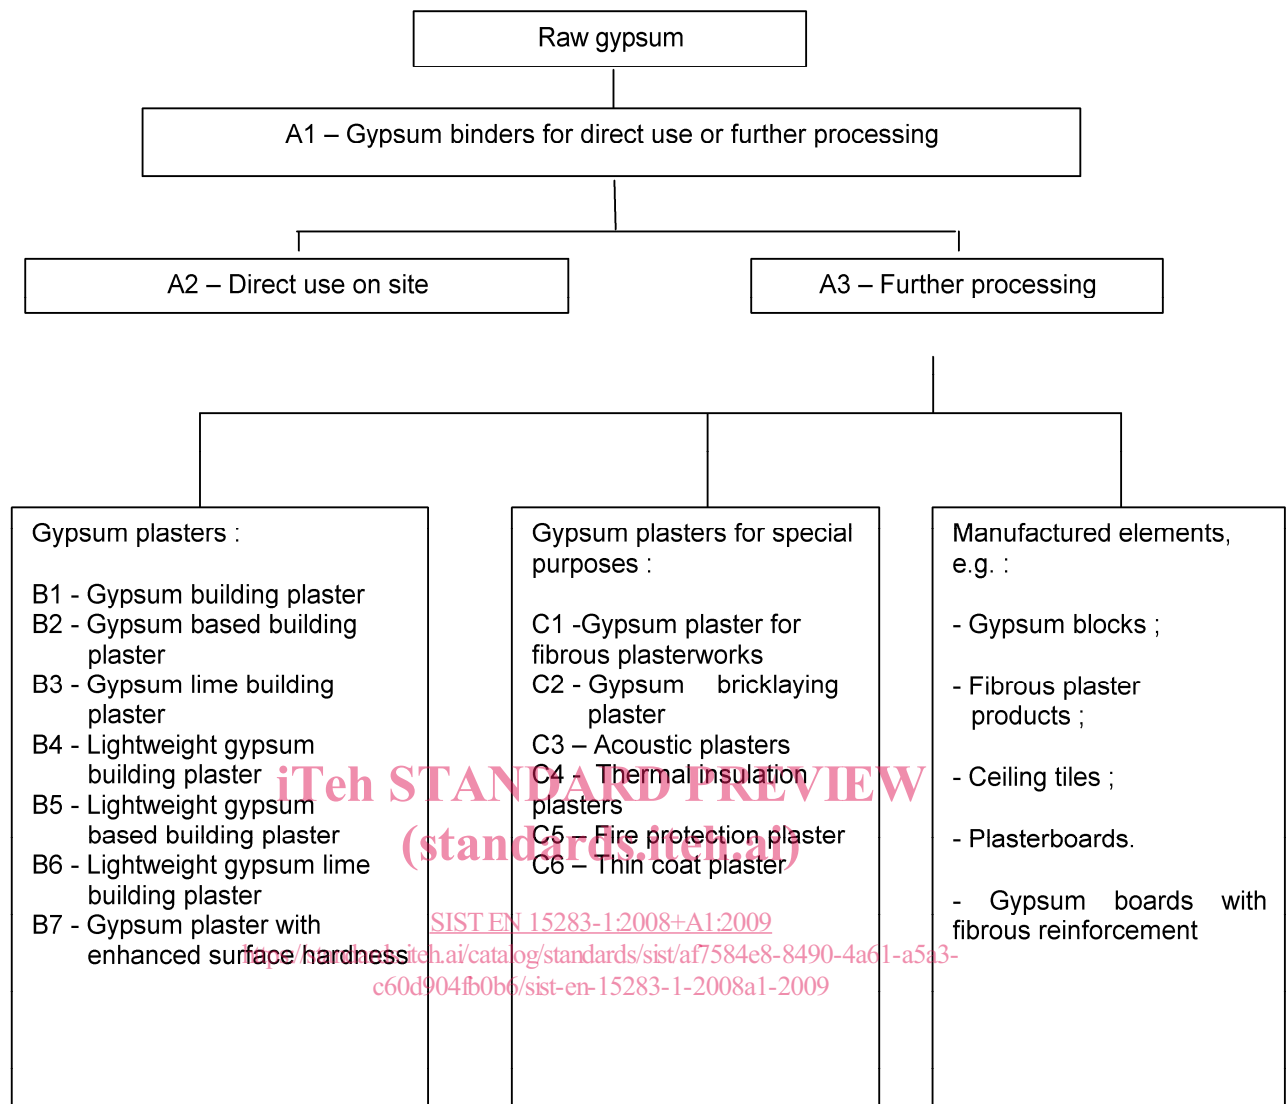 Raw gypsum
A1 – Gypsum binders for direct use or further processing
A2 – Direct use on site
A3 – Further processing
Gypsum plasters :
B1 - Gypsum building plaster
B2 - Gypsum based building
plaster
B3 - Gypsum lime building
plaster
B4 - Lightweight gypsum
building plaster
B5 - Lightweight gypsum
based building plaster
B6 - Lightweight gypsum lime
building plaster
B7 - Gypsum plaster with
enhanced surface hardness
Gypsum plasters for special
purposes :
C1 -Gypsum plaster for
fibrous plasterworks
C2 - Gypsum bricklaying
plaster
C3 – Acoustic plasters
C4 - Thermal insulation
plasters
C5 – Fire protection plaster
C6 – Thin coat plaster
Manufactured elements,
e.g. :
- Gypsum blocks ;
- Fibrous plaster
products ;
- Ceiling tiles ;
- Plasterboards.
- Gypsum boards with
fibrous reinforcement
iTeh STANDARD PREVIEW
(standards.iteh.ai)
SIST EN 15283-1:2008+A1:2009
https://standards.iteh.ai/catalog/standards/sist/af7584e8-8490-4a61-a5a3-
c60d904fb0b6/sist-en-15283-1-2008a1-2009